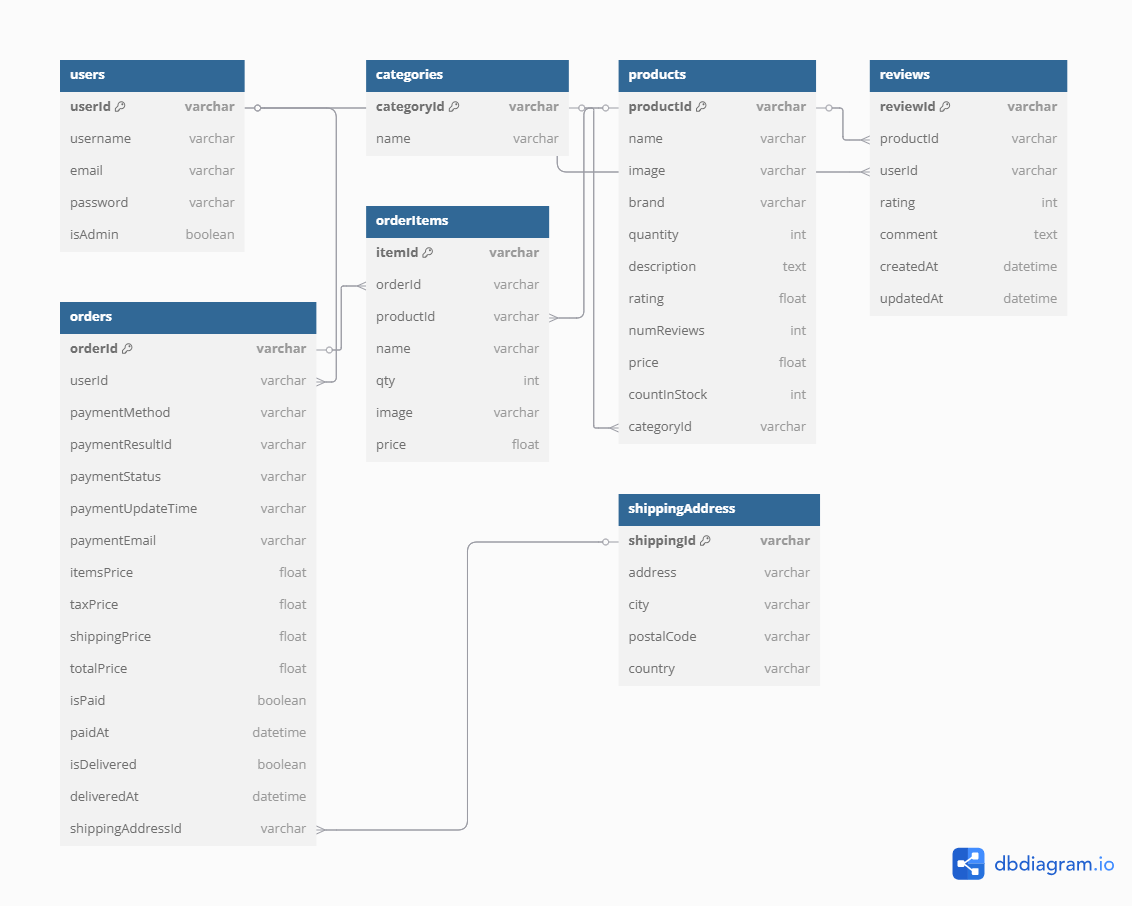 users
userId varchar
username varchar
email varchar
password varchar
isAdmin boolean
categories
categoryId varchar
name varchar
products
productId varchar
name varchar
image varchar
brand varchar
quantity int
description text
rating float
numReviews int
price float
countInStock int
categoryId varchar
reviews
reviewId varchar
productId varchar
userId varchar
rating int
comment text
createdAt datetime
updatedAt datetime
orderItems
itemId varchar
orderId varchar
productId varchar
name varchar
qty int
image varchar
price float
orders
orderId varchar
userId varchar
paymentMethod varchar
paymentResultId varchar
paymentStatus varchar
paymentUpdateTime varchar
paymentEmail varchar
itemsPrice float
taxPrice float
shippingPrice float
totalPrice float
isPaid boolean
paidAt datetime
isDelivered boolean
deliveredAt datetime
shippingAddressId varchar
shippingAddress
shippingId varchar
address varchar
city varchar
postalCode varchar
country varchar
dbdiagram.io